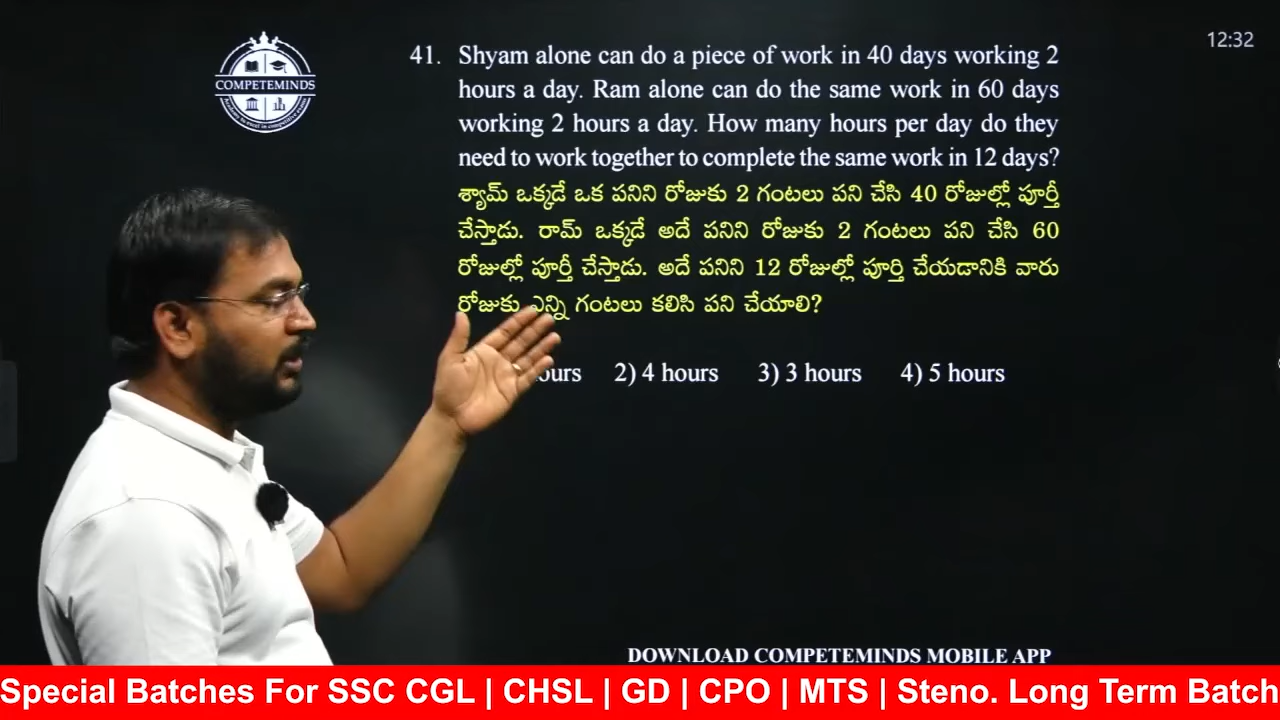 12:32
COMPETEMINDS
41. Shyam alone can do a piece of work in 40 days working 2
hours a day. Ram alone can do the same work in 60 days
working 2 hours a day. How many hours per day do they
need to work together to complete the same work in 12 days?
శ్యామ్ ఒక్కడే ఒక పనిని రోజుకు 2 గంటలు పని చేసి 40 రోజుల్లో పూర్తీ
చేస్తాడు. రామ్ ఒక్కడే అదే పనిని రోజుకు 2 గంటలు పని చేసి 60
రోజుల్లో పూర్తీ చేస్తాడు. అదే పనిని 12 రోజుల్లో పూర్తి చేయడానికి వారు
రోజుకు ఎన్ని గంటలు కలిసి పని చేయాలి?
2) 4 hours 3) 3 hours 4) 5 hours
DOWNLOAD COMPETEMINDS MOBILE APP
Special Batches For SSC CGL | CHSL | GD | CPO | MTS | Steno. Long Term Batch